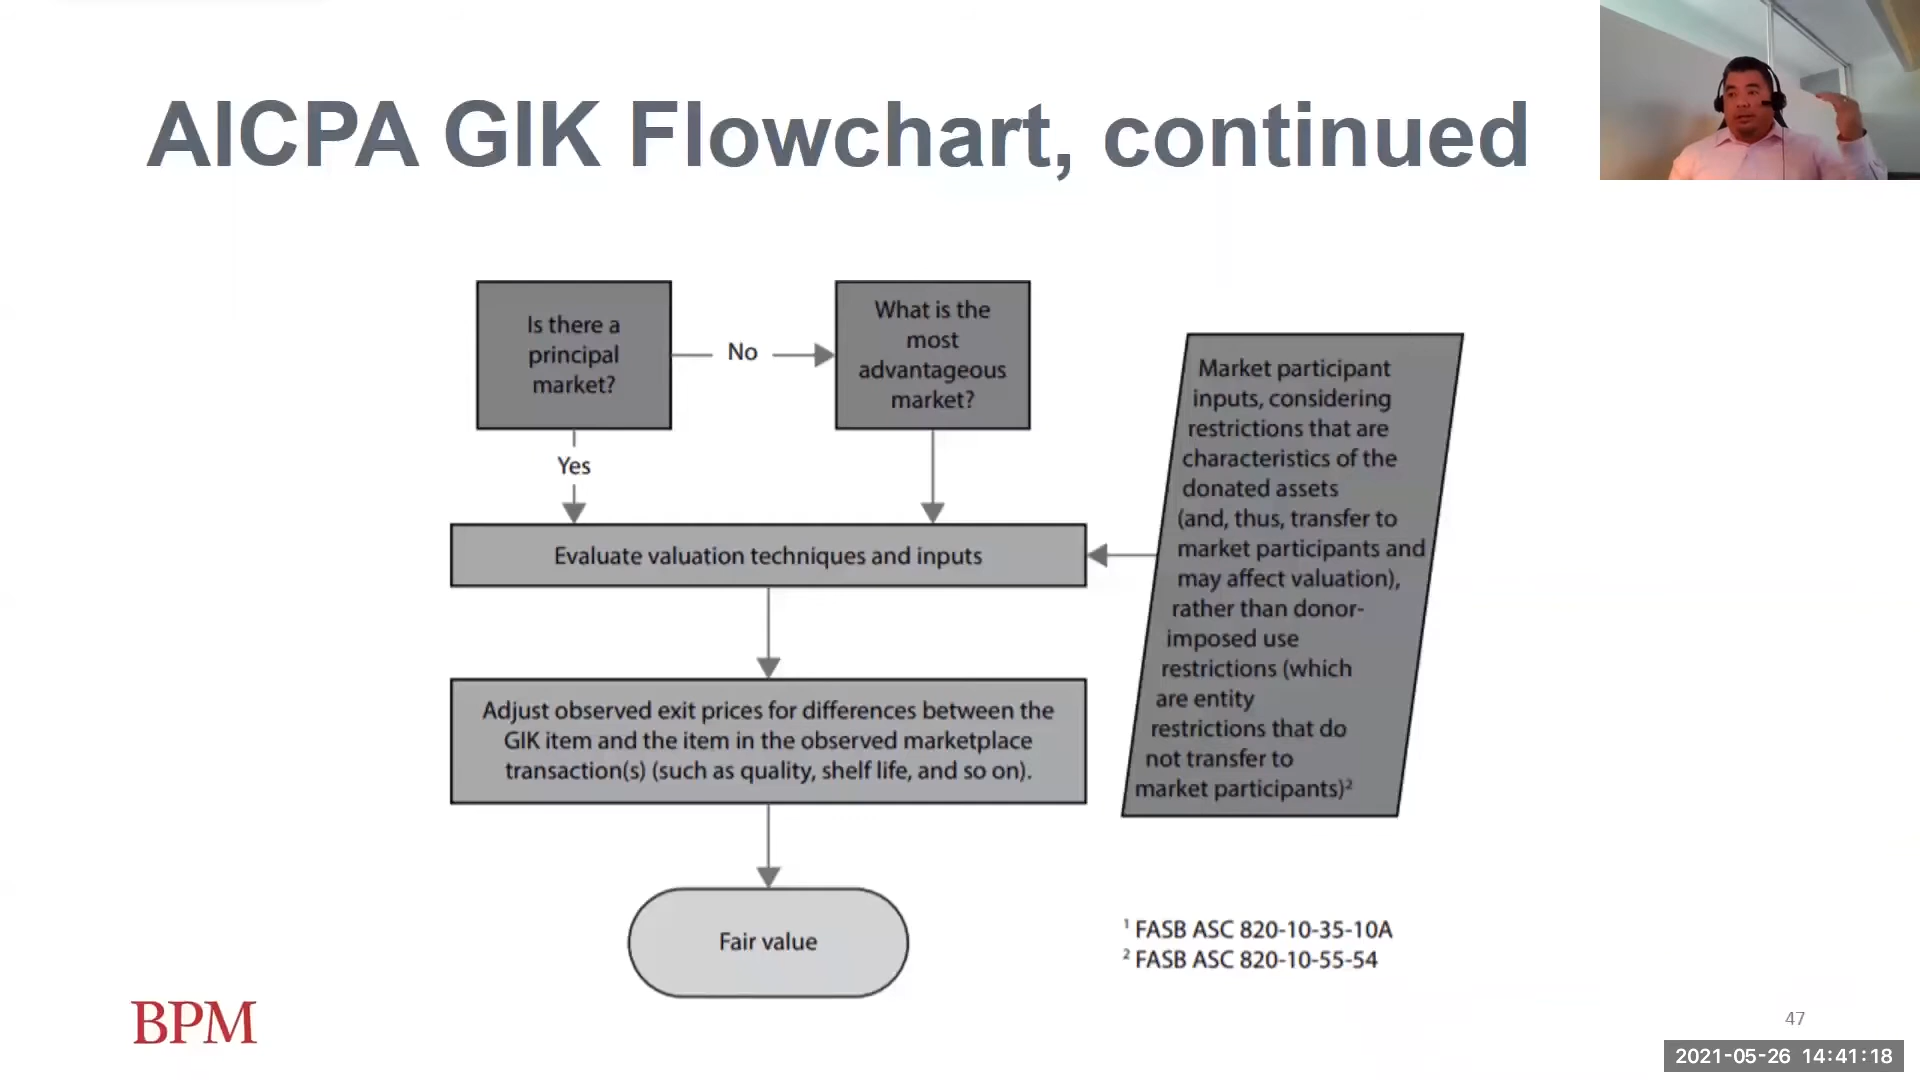 AICPA GIK Flowchart, continued
Is there a
principal
market?
No
What is the
most
advantageous
market?
Yes
Evaluate valuation techniques and inputs
Market participant
inputs, considering
restrictions that are
characteristics of the
donated assets
(and, thus, transfer to
market participants and
may affect valuation),
rather than donor-
imposed use
restrictions (which
are entity
restrictions that do
not transfer to
market participants)²
Adjust observed exit prices for differences between the
GIK item and the item in the observed marketplace
transaction(s) (such as quality, shelf life, and so on).
Fair value
¹ FASB ASC 820-10-35-10A
² FASB ASC 820-10-55-54
BPM
47
2021-05-26 14:41:18